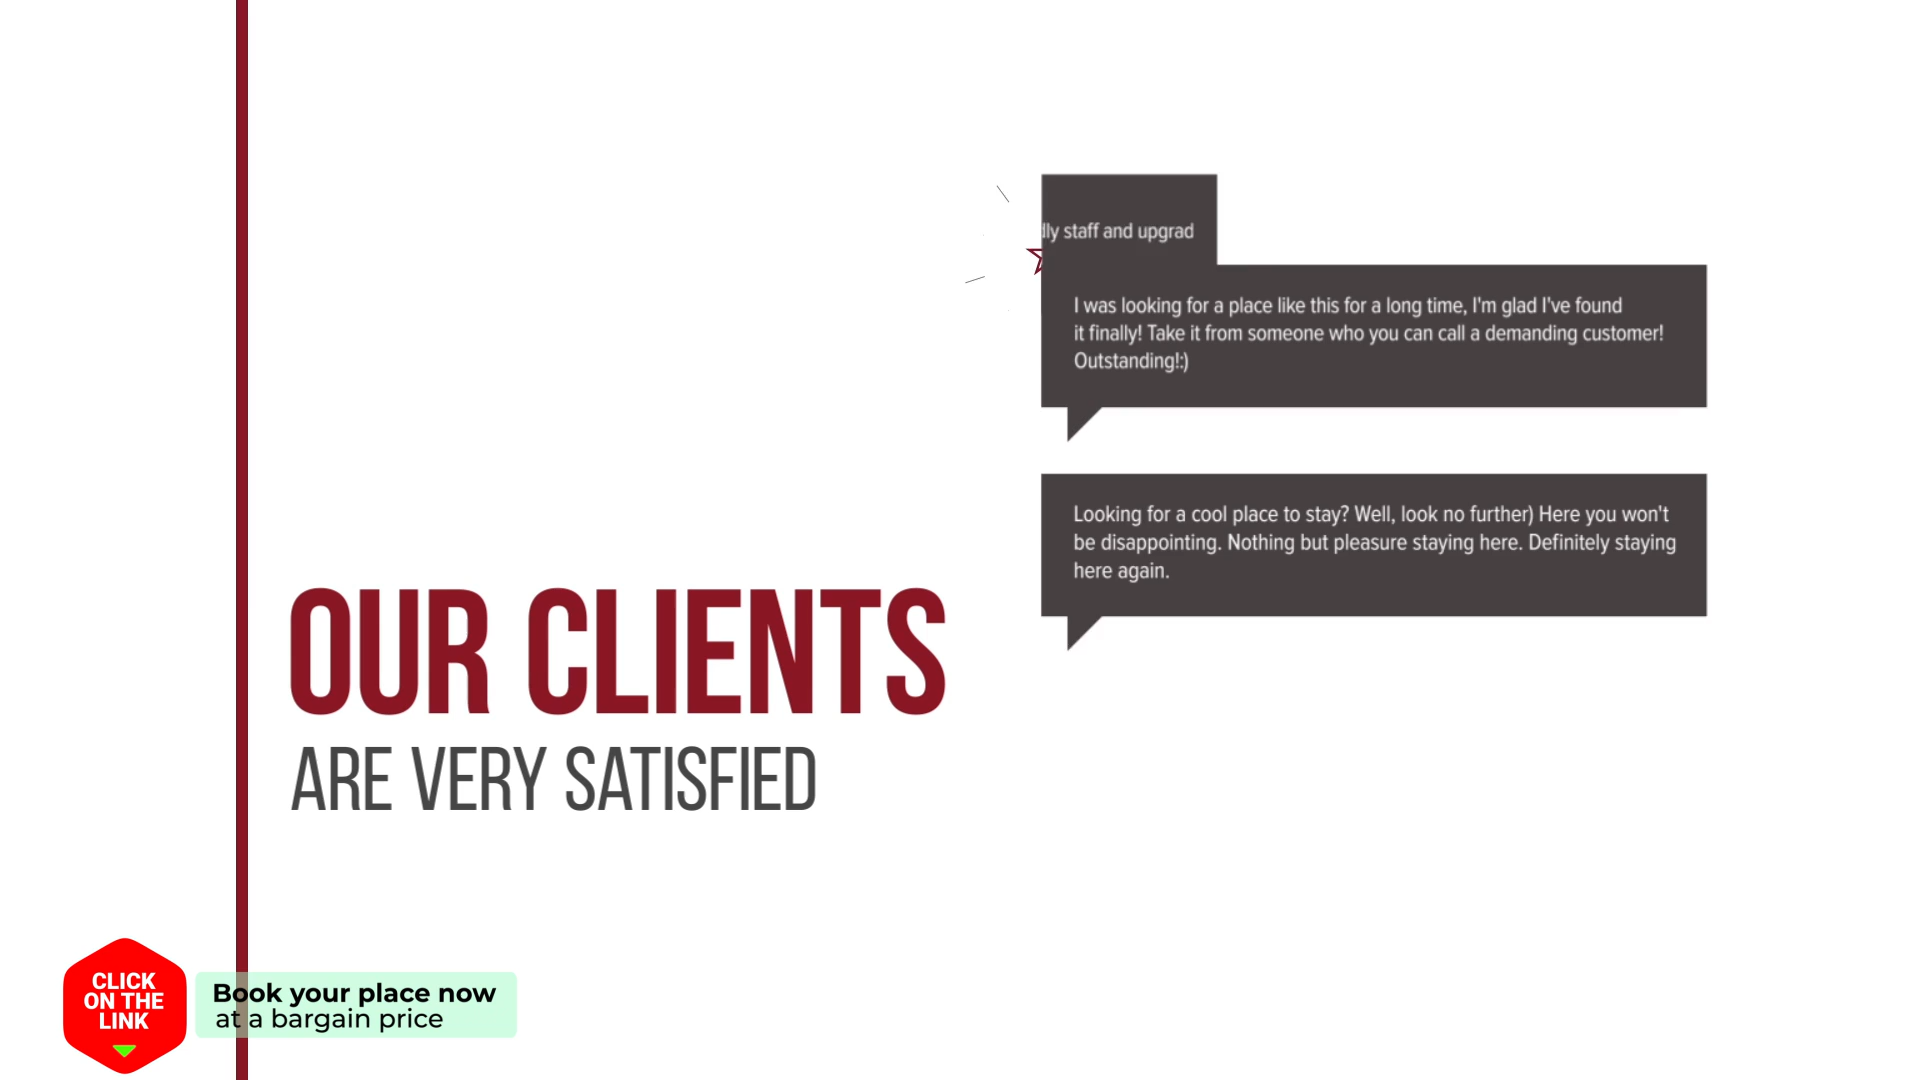 staff and upgrad
I was looking for a place like this for a long time, I'm glad I've found
it finally! Take it from someone who you can call a demanding customer!
Outstanding!:)
Looking for a cool place to stay? Well, look no further) Here you won't
be disappointing. Nothing but pleasure staying here. Definitely staying
here again.
OUR CLIENTS
ARE VERY SATISFIED
CLICK
ON THE
LINK
Book your place now
at a bargain price